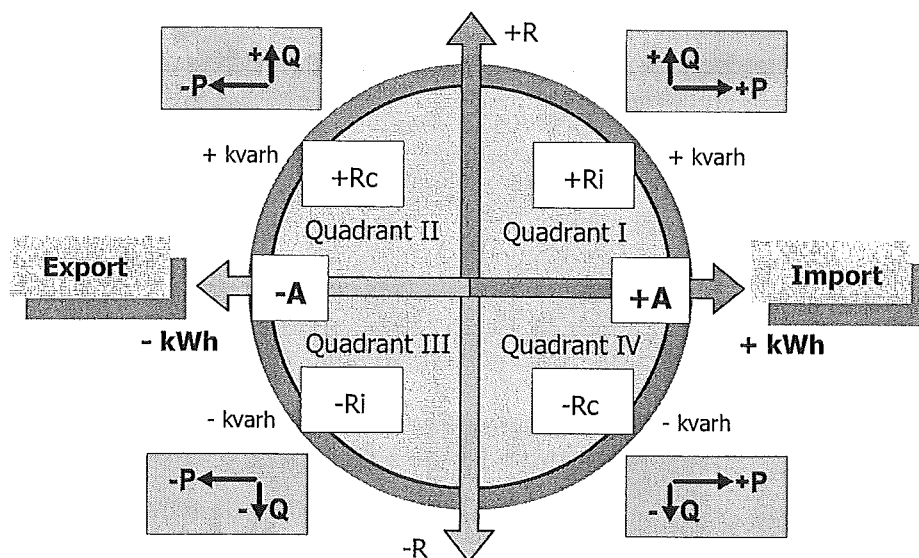 +R
+Q
-P
+Q
+P
+ kvarh
+ kvarh
+Rc
+Ri
Quadrant II
Quadrant I
Export
-A
+A
Import
- kWh
Quadrant III
Quadrant IV
+ kWh
-Ri
-Rc
- kvarh
- kvarh
-P
-Q
+P
-Q
-R